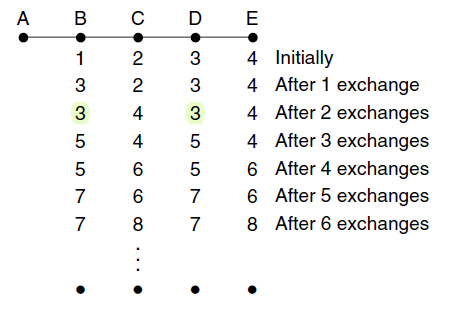 A B C D E
1 2 3 4 Initially
3 2 3 4 After 1 exchange
3 4 3 4 After 2 exchanges
5 4 5 4 After 3 exchanges
5 6 5 6 After 4 exchanges
7 6 7 6 After 5 exchanges
7 8 7 8 After 6 exchanges